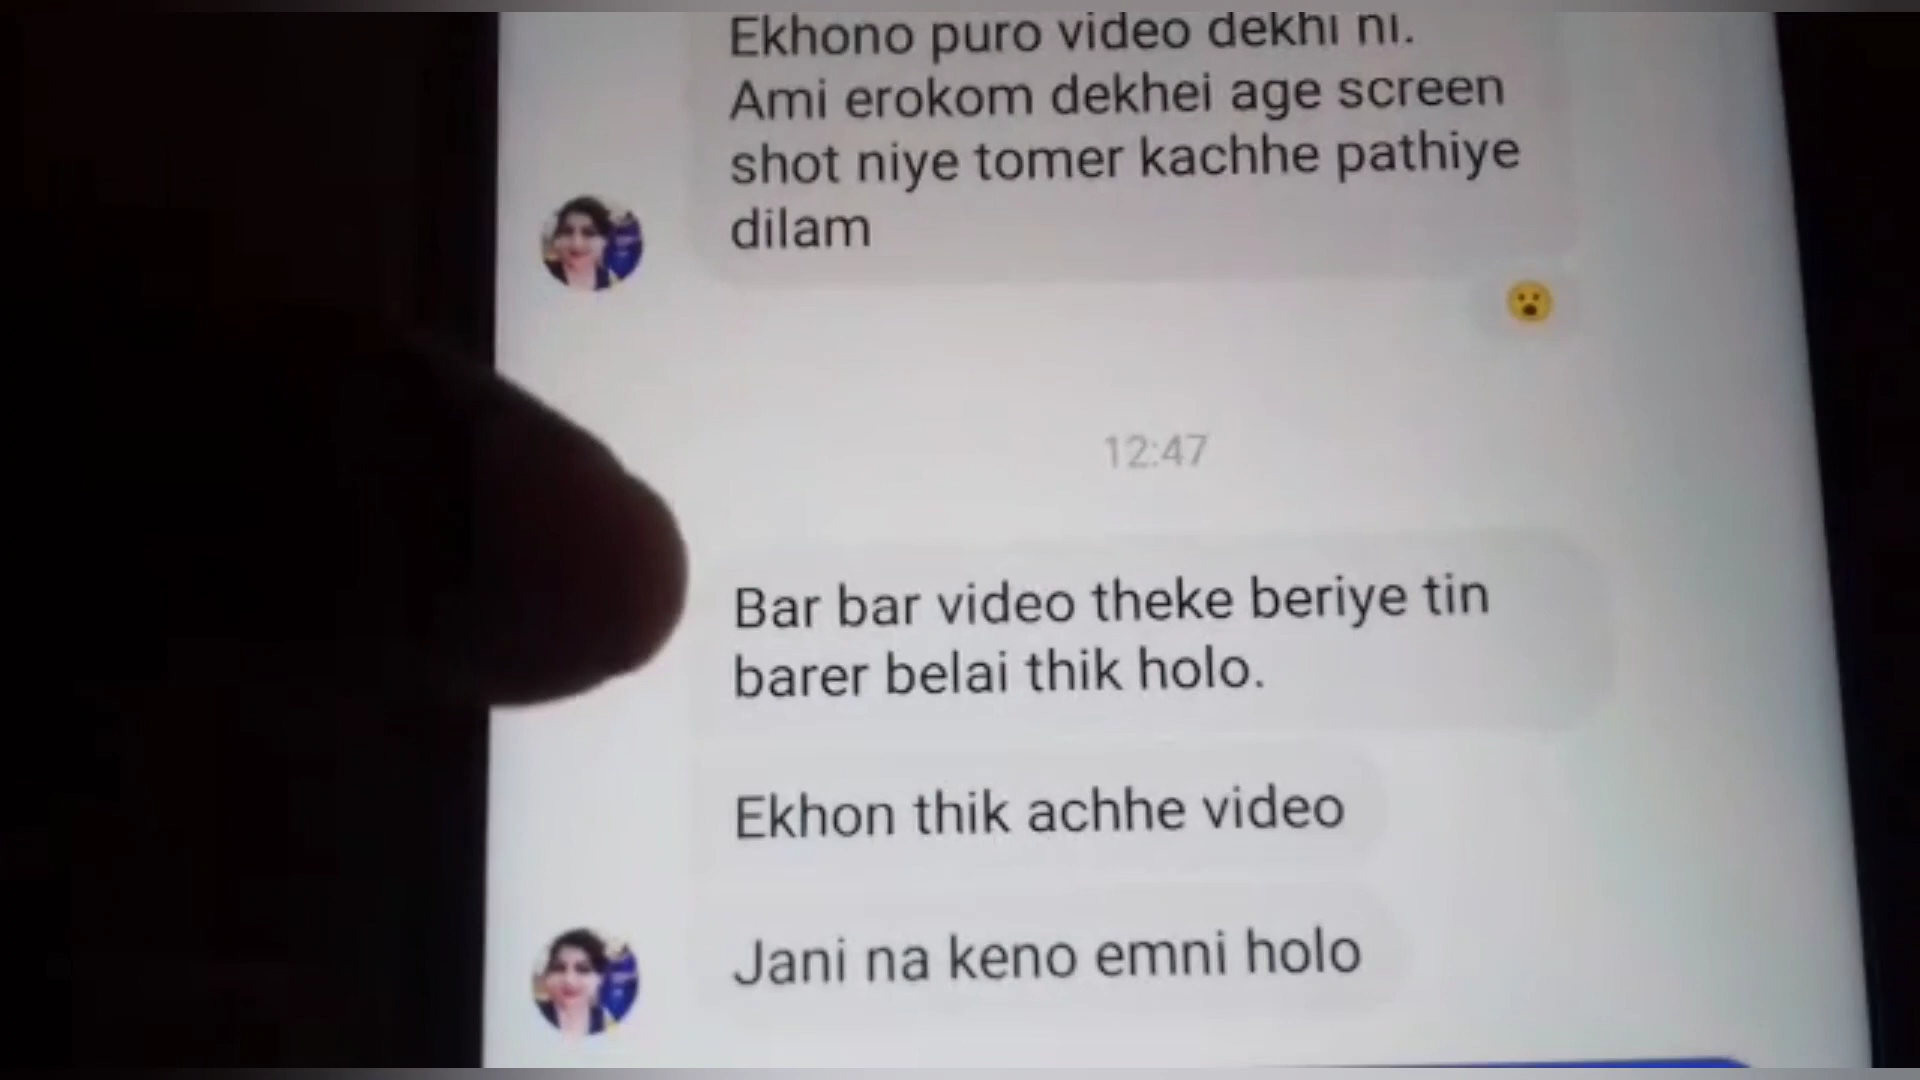 Ekhono puro video dekhi ni.
Ami erokom dekhei age screen
shot niye tomer kachhe pathiye
dilam
12:47
Bar bar video theke beriye tin
barer belai thik holo.
Ekhon thik achhe video
Jani na keno emni holo